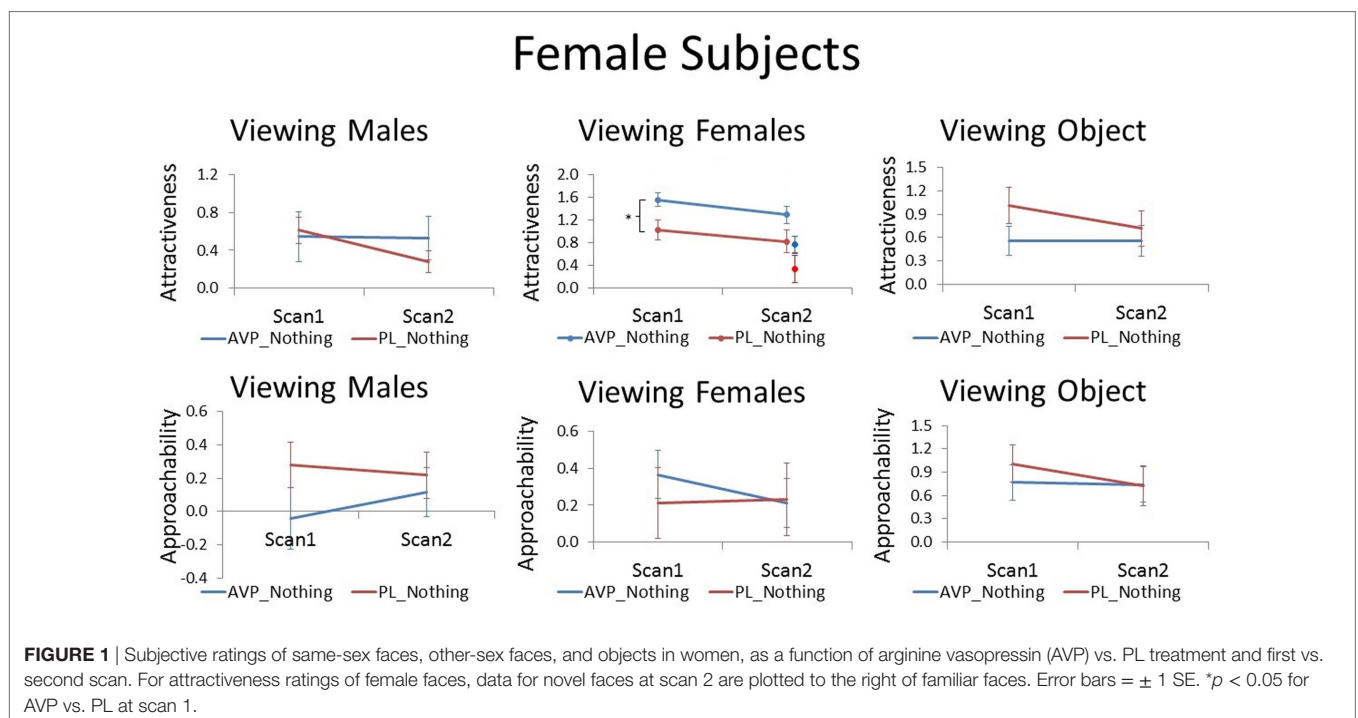 Female Subjects
Viewing Males
Attractiveness
1.2
0.8
0.4
0.0
Scan1 Scan2
AVP_Nothing PL_Nothing
Viewing Females
Attractiveness
2.0
1.6
1.2
0.8
0.4
0.0
*
Scan1 Scan2
AVP_Nothing PL_Nothing
Viewing Object
Attractiveness
1.5
1.2
0.9
0.6
0.3
0.0
Scan1 Scan2
AVP_Nothing PL_Nothing
Viewing Males
Approachability
0.6
0.4
0.2
0.0
-0.2
-0.4
Scan1 Scan2
AVP_Nothing PL_Nothing
Viewing Females
Approachability
0.6
0.4
0.2
0.0
Scan1 Scan2
AVP_Nothing PL_Nothing
Viewing Object
Approachability
1.5
1.2
0.9
0.6
0.3
0.0
Scan1 Scan2
AVP_Nothing PL_Nothing
FIGURE 1 | Subjective ratings of same-sex faces, other-sex faces, and objects in women, as a function of arginine vasopressin (AVP) vs. PL treatment and first vs.
second scan. For attractiveness ratings of female faces, data for novel faces at scan 2 are plotted to the right of familiar faces. Error bars = ± 1 SE. *p < 0.05 for
AVP vs. PL at scan 1.